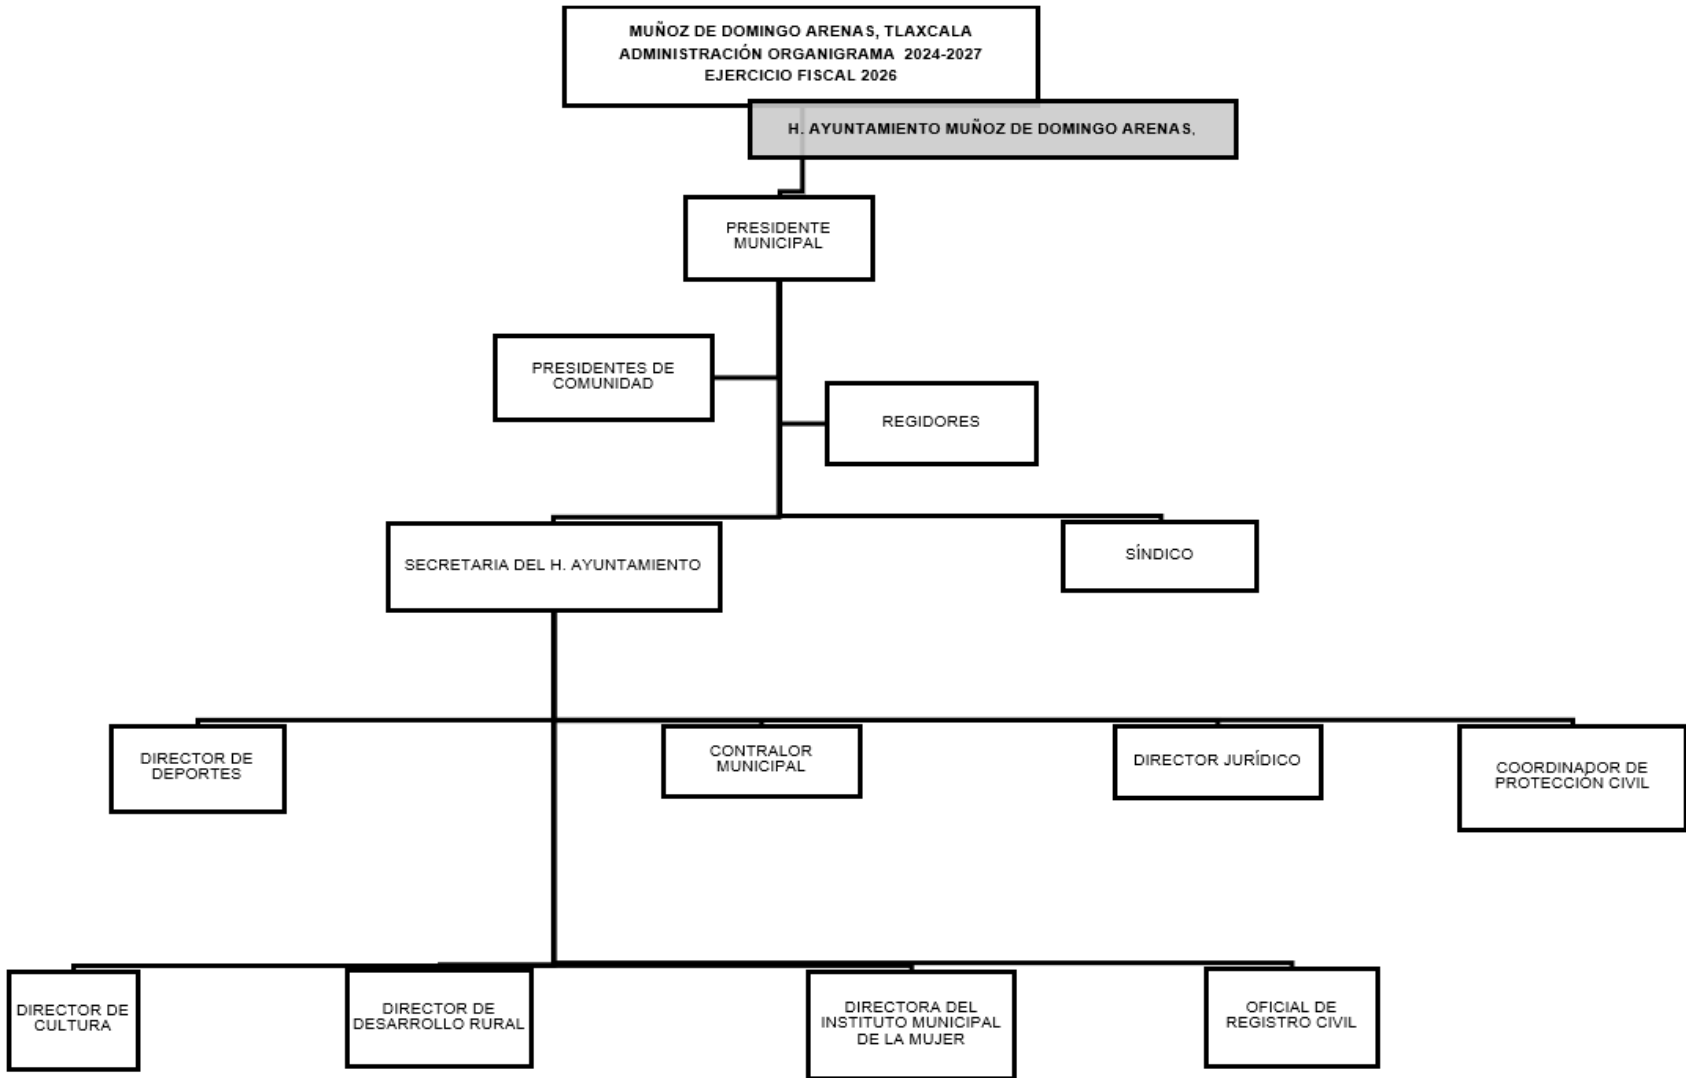 MUÑOZ DE DOMINGO ARENAS, TLAXCALA
ADMINISTRACIÓN ORGANIGRAMA 2024-2027
EJERCICIO FISCAL 2026
H. AYUNTAMIENTO MUÑOZ DE DOMINGO ARENAS,
PRESIDENTE
MUNICIPAL
PRESIDENTES DE
COMUNIDAD
REGIDORES
SECRETARIA DEL H. AYUNTAMIENTO
SÍNDICO
DIRECTOR DE
DEPORTES
CONTRALOR
MUNICIPAL
DIRECTOR JURÍDICO
COORDINADOR DE
PROTECCIÓN CIVIL
DIRECTOR DE
CULTURA
DIRECTOR DE
DESARROLLO RURAL
DIRECTORA DEL
INSTITUTO MUNICIPAL
DE LA MUJER
OFICIAL DE
REGISTRO CIVIL